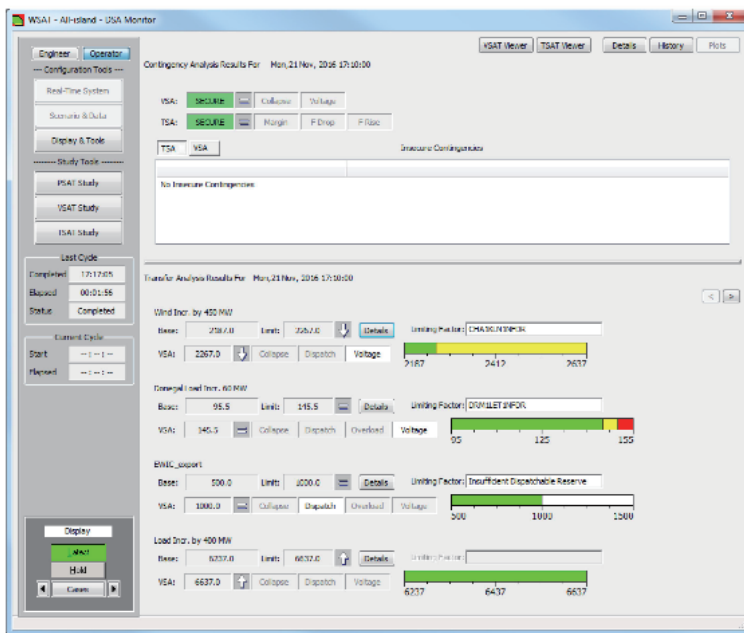 WSAT - All-island - DSA Monitor
Engineer Operator
--- Configuration Tools ---
Real-Time System
Scenario & Data
Display & Tools
-------- Study Tools --------
PSAT Study
VSAT Study
TSAT Study
Last Cycle
Completed 17:12:05
Elapsed 00:01:56
Status Completed
Current Cycle
Start --:--:--
Elapsed --:--:--
Display
Latest
Hold
Cases
VSAT Viewer TSAT Viewer Details History Plots
Contingency Analysis Results For Mon,21 Nov, 2016 17:10:00
VSA: SECURE Collapse Voltage
TSA: SECURE Margin F Drop F Rise
TSA VSA Insecure Contingencies
No Insecure Contingencies
Transfer Analysis Results For Mon,21 Nov, 2016 17:10:00
< >
Wind Incr. by 450 MW
Base: 2187.0 Limit: 2267.0 Details Limiting Factor:
VSA: 2267.0 Collapse Dispatch Voltage
2187 2412 2637
Donegal Load Incr. 60 MW
Base: 95.5 Limit: 145.5 Details Limiting Factor: DRM1LET1NFDR
VSA: 145.5 Collapse Dispatch Overload Voltage
95 125 155
EWIC_export
Base: 500.0 Limit: 1000.0 Details Limiting Factor: Insufficient Dispatchable Reserve
VSA: 1000.0 Collapse Dispatch Overload Voltage
500 1000 1500
Load Incr. by 400 MW
Base: 6237.0 Limit: 6637.0 Details Limiting Factor:
VSA: 6637.0 Collapse Dispatch Voltage
6237 6437 6637